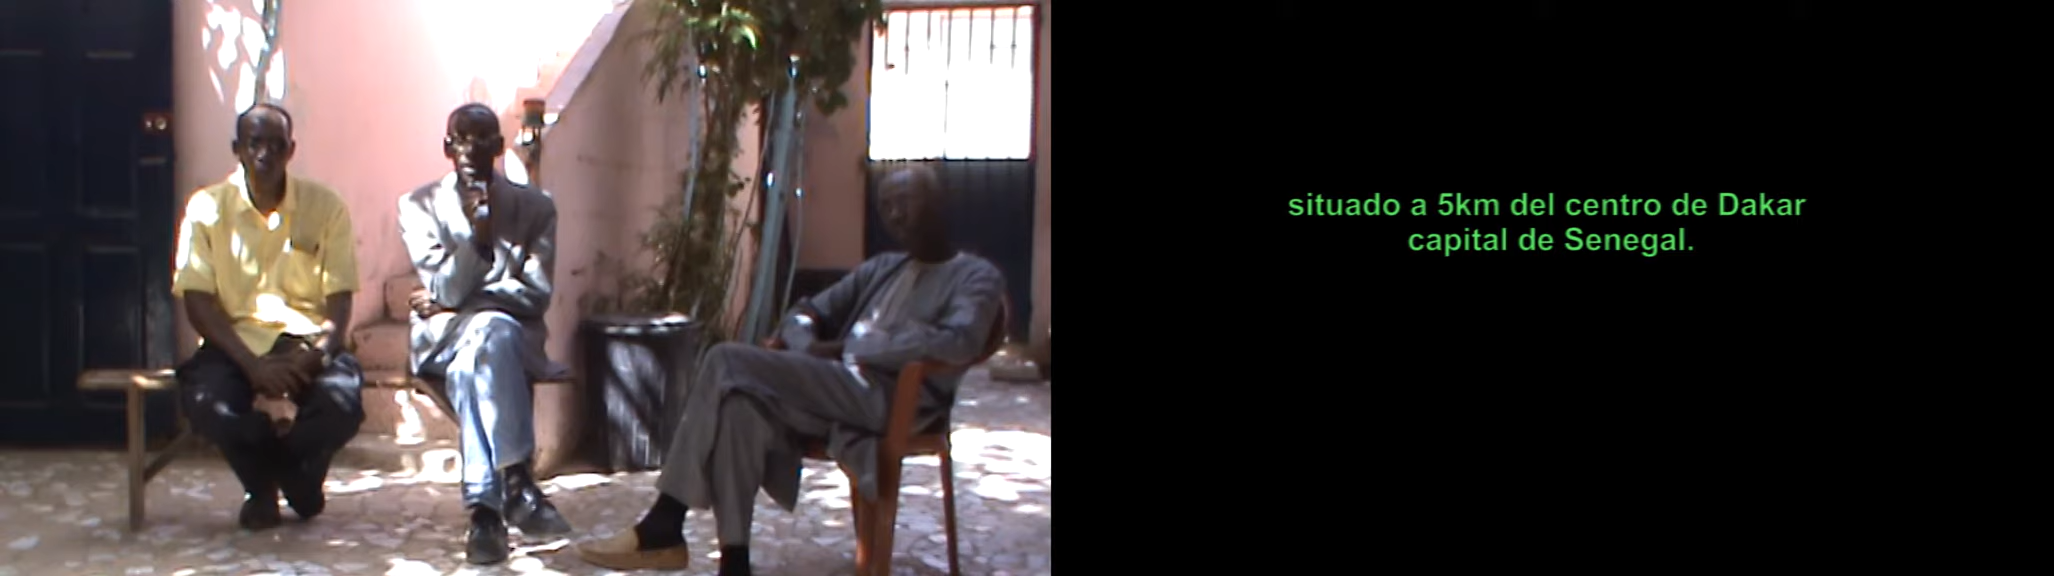 situado a 5km del centro de Dakar
capital de Senegal.